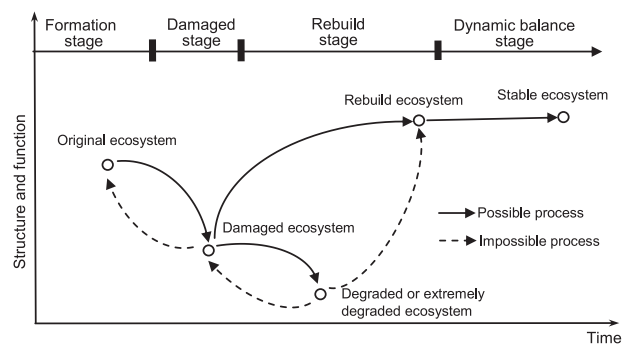 Formation
stage
Damaged
stage
Rebuild
stage
Dynamic balance
stage
Rebuild ecosystem
Stable ecosystem
Original ecosystem
Damaged ecosystem
Possible process
Impossible process
Degraded or extremely
degraded ecosystem
Structure and function
Time